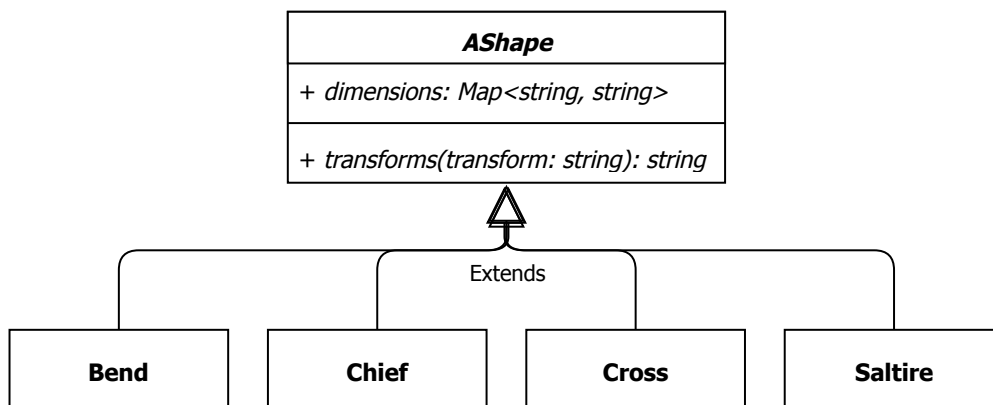 AShape
+ dimensions: Map<string, string>
+ transforms(transform: string): string
Extends
Bend
Chief
Cross
Saltire